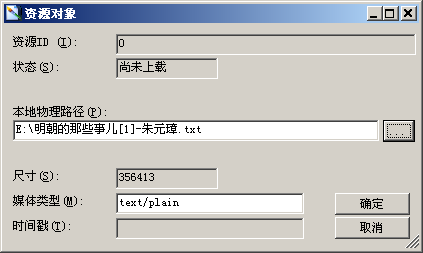 资源对象
资源ID (I): 0
状态(S): 尚未上载
本地物理路径(P):
E:\明朝的那些事儿[1]-朱元璋.txt ...
尺寸(S): 356413
媒体类型(M): text/plain 确定
时间戳(T): 取消